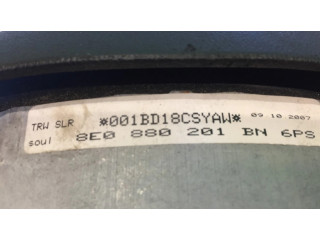 TRW SLR *001BD18CSYAW* 09 10 2007
soul 8E0 880 201 BN 6PS